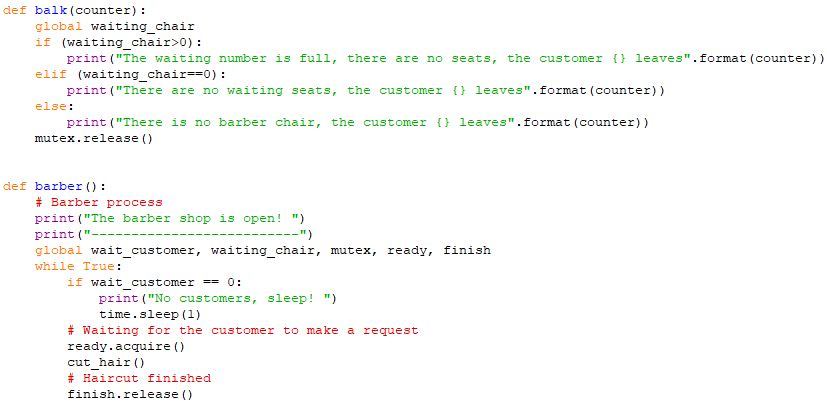 def balk(counter):
    global waiting_chair
    if (waiting_chair>0):
        print("The waiting number is full, there are no seats, the customer {} leaves".format(counter))
    elif (waiting_chair==0):
        print("There are no waiting seats, the customer {} leaves".format(counter))
    else:
        print("There is no barber chair, the customer {} leaves".format(counter))
    mutex.release()

def barber():
    # Barber process
    print("The barber shop is open! ")
    print("--------------------------")
    global wait_customer, waiting_chair, mutex, ready, finish
    while True:
        if wait_customer == 0:
            print("No customers, sleep! ")
            time.sleep(1)
        # Waiting for the customer to make a request
        ready.acquire()
        cut_hair()
        # Haircut finished
        finish.release()